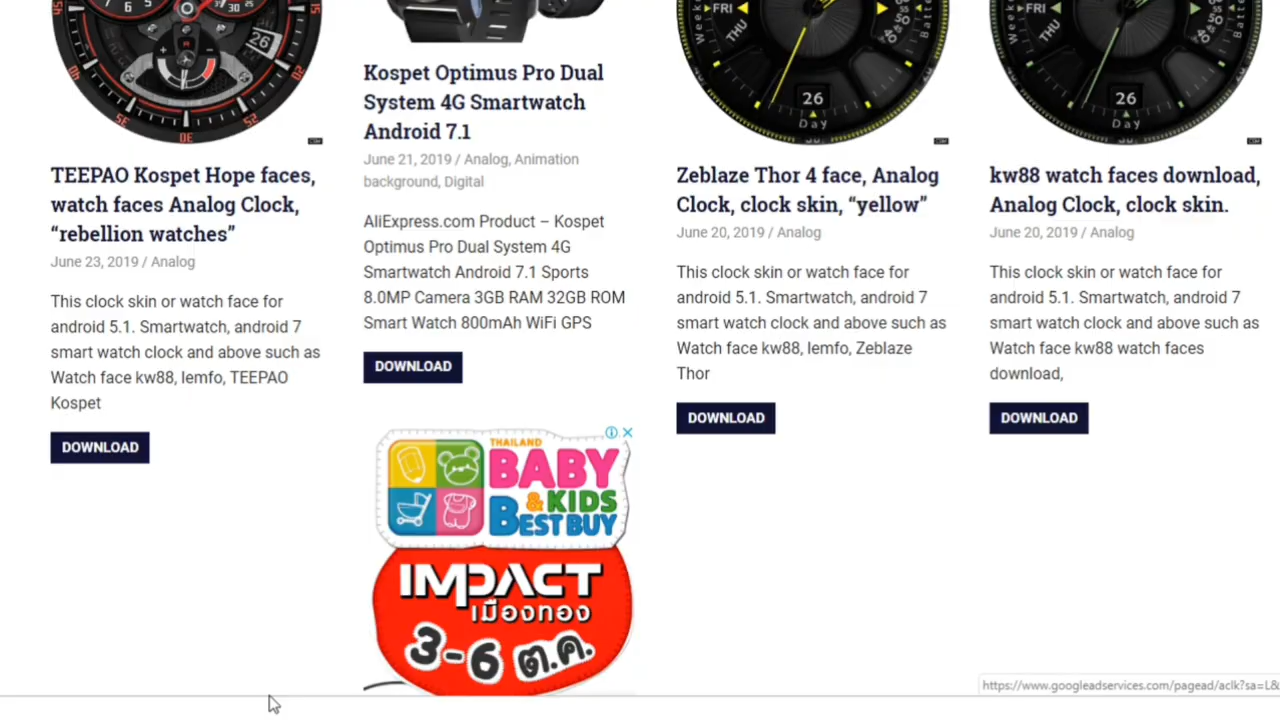 FRI
THU
26
Day
26
FRI
THU
26
Day
Kospet Optimus Pro Dual
System 4G Smartwatch
Android 7.1
June 21, 2019 / Analog, Animation
background, Digital
AliExpress.com Product – Kospet
Optimus Pro Dual System 4G
Smartwatch Android 7.1 Sports
8.0MP Camera 3GB RAM 32GB ROM
Smart Watch 800mAh WiFi GPS
DOWNLOAD
TEEPAO Kospet Hope faces,
watch faces Analog Clock,
“rebellion watches”
June 23, 2019 / Analog
This clock skin or watch face for
android 5.1. Smartwatch, android 7
smart watch clock and above such as
Watch face kw88, lemfo, TEEPAO
Kospet
DOWNLOAD
Zeblaze Thor 4 face, Analog
Clock, clock skin, “yellow”
June 20, 2019 / Analog
This clock skin or watch face for
android 5.1. Smartwatch, android 7
smart watch clock and above such as
Watch face kw88, lemfo, Zeblaze
Thor
DOWNLOAD
kw88 watch faces download,
Analog Clock, clock skin.
June 20, 2019 / Analog
This clock skin or watch face for
android 5.1. Smartwatch, android 7
smart watch clock and above such as
Watch face kw88 watch faces
download,
DOWNLOAD
THAILAND
BABY
& KIDS
BEST BUY
IMPACT
เมืองทอง
3-6 ต.ค.
https://www.googleadservices.com/pagead/aclk?sa=L&